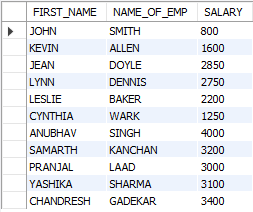 FIRST_NAME NAME_OF_EMP SALARY
JOHN SMITH 800
KEVIN ALLEN 1600
JEAN DOYLE 2850
LYNN DENNIS 2750
LESLIE BAKER 2200
CYNTHIA WARK 1250
ANUBHAV SINGH 4000
SAMARTH KANCHAN 3200
PRANJAL LAAD 3000
YASHIKA SHARMA 3100
CHANDRESH GADEKAR 3400